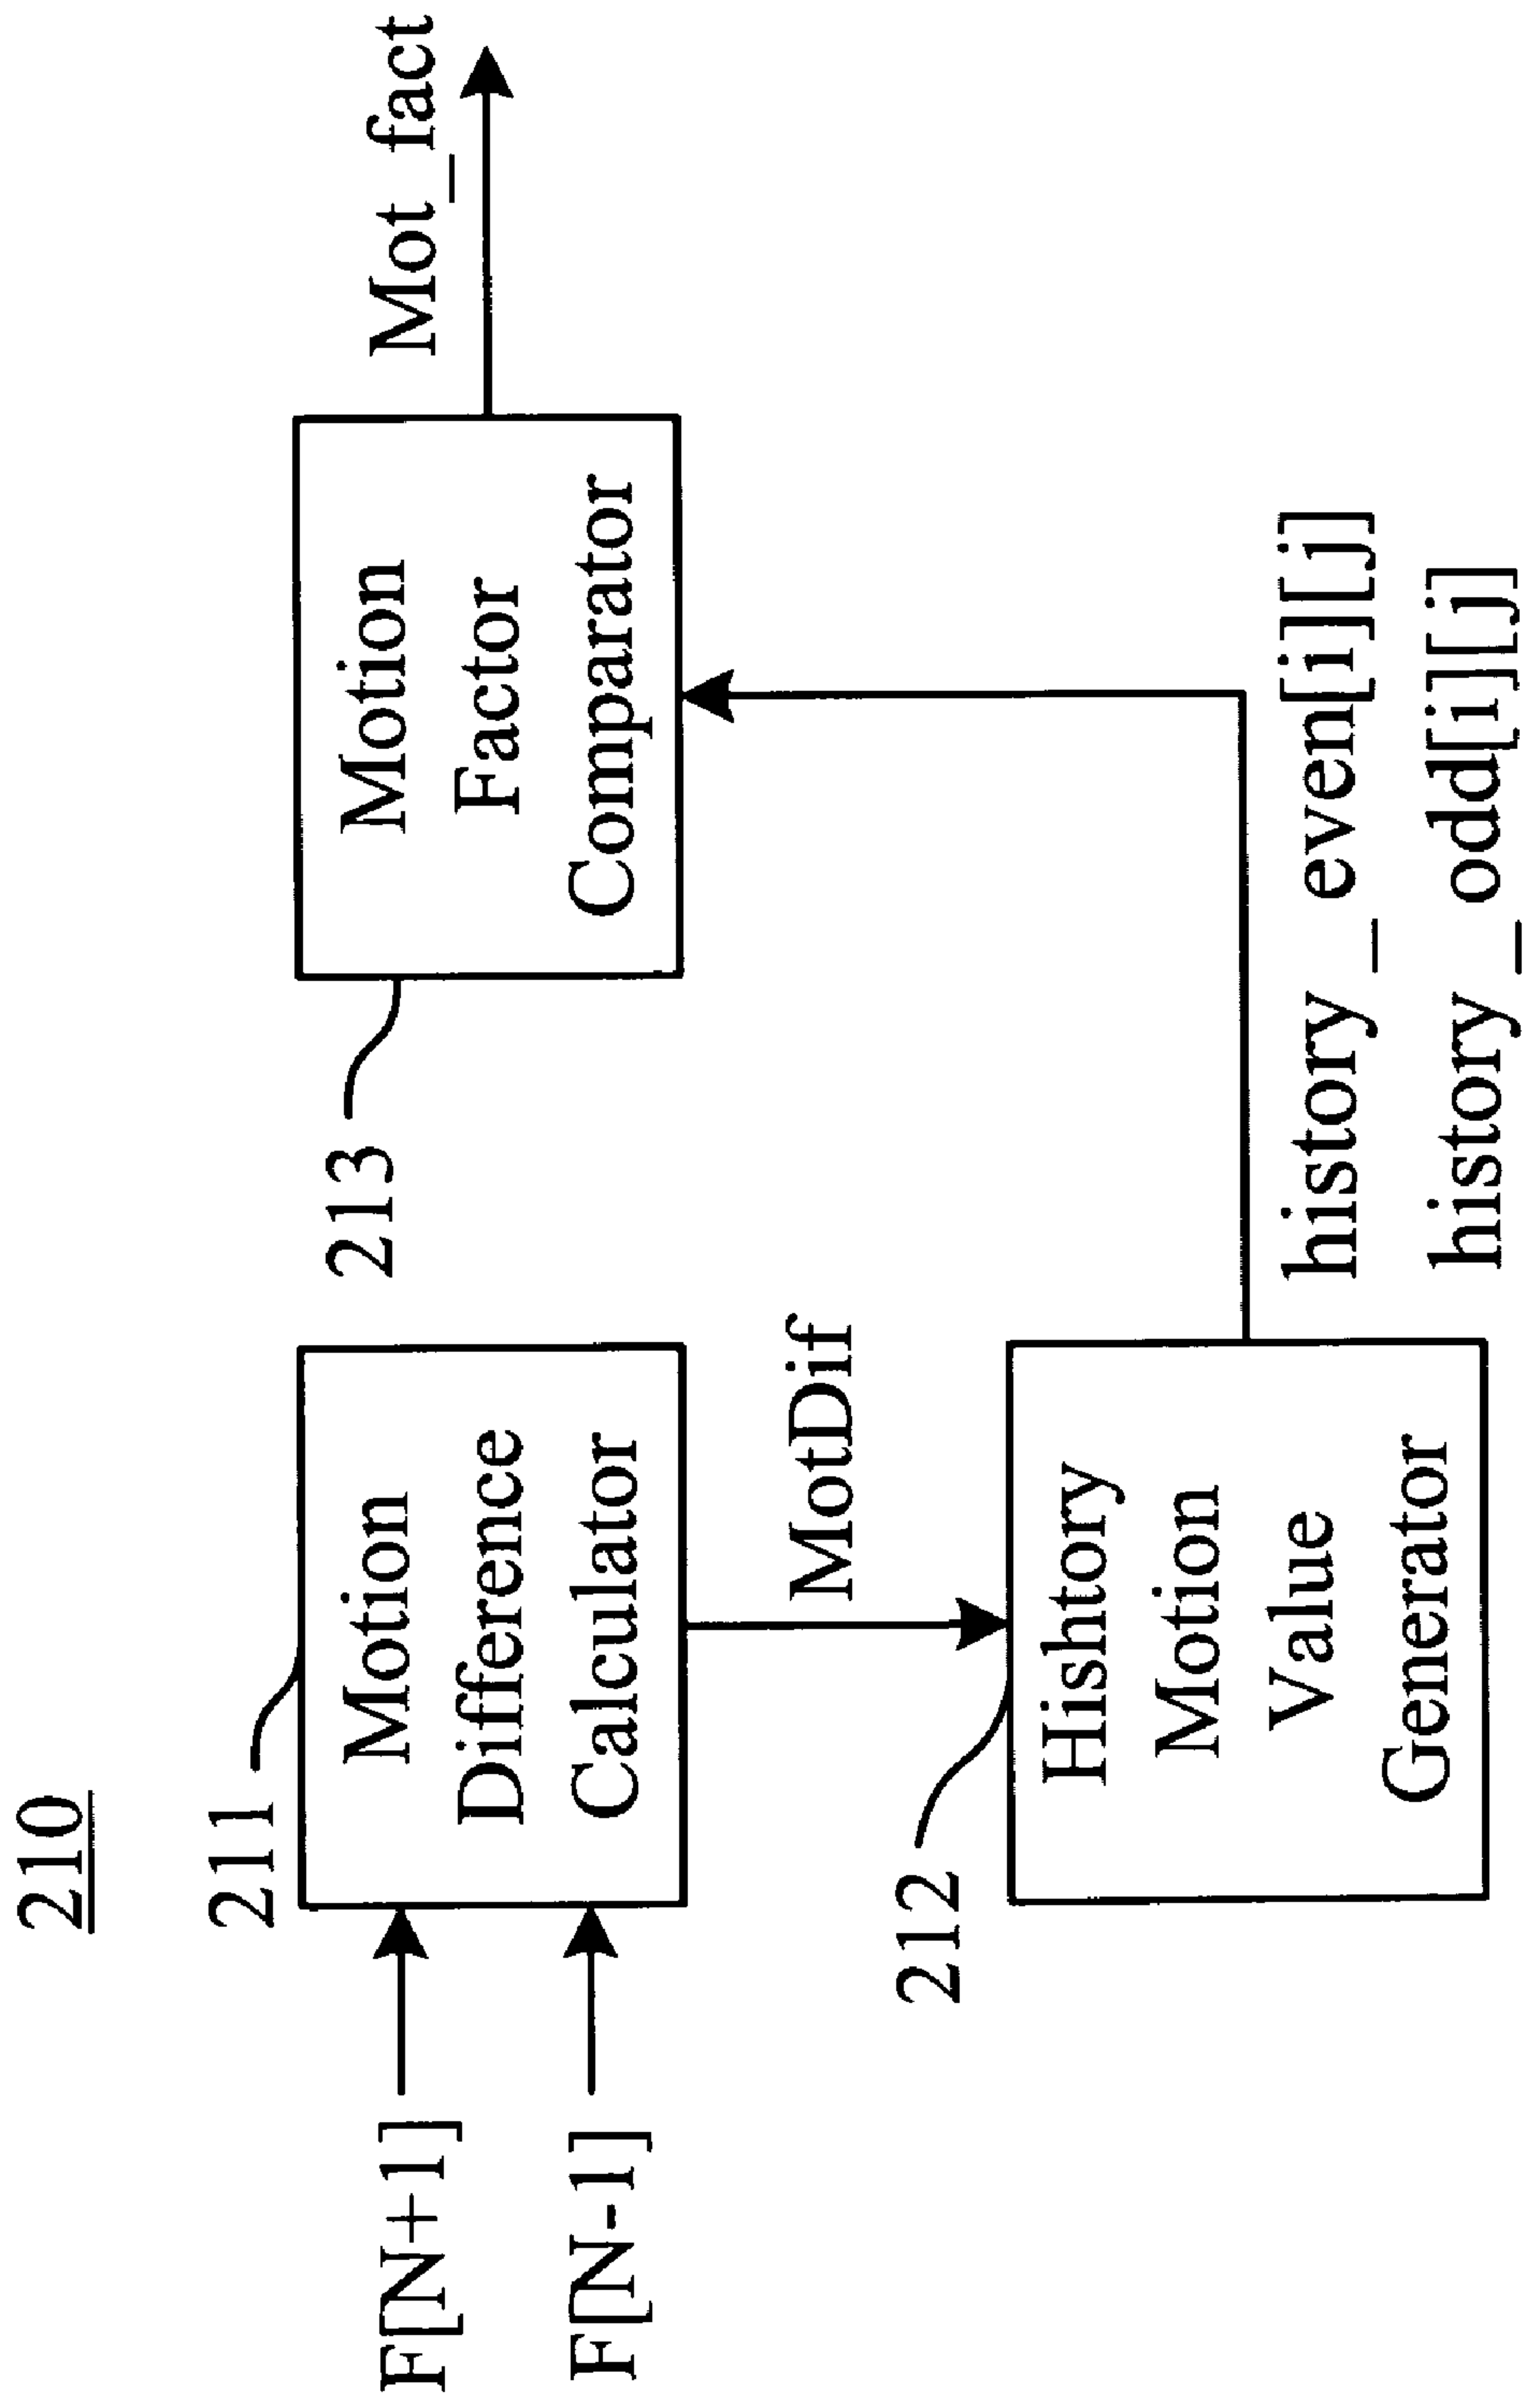 210
211
Motion
Difference
Calculator
F[N+1]
F[N-1]
MotDif
212
Hishtory
Motion
Value
Generator
213
Motion
Factor
Comparator
Mot_fact
history_even[i][j]
history_odd[i][j]